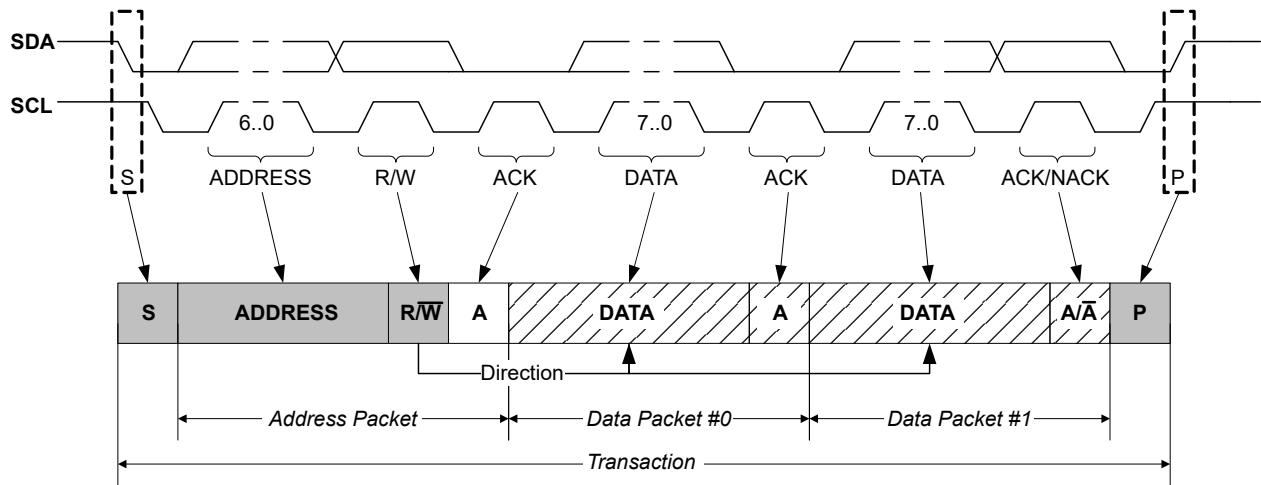 SDA
SCL
6..0 7..0 7..0
S ADDRESS R/W ACK DATA ACK DATA ACK/NACK P
S ADDRESS R/W̅ A DATA A DATA A/A̅ P
Direction
Address Packet Data Packet #0 Data Packet #1
Transaction